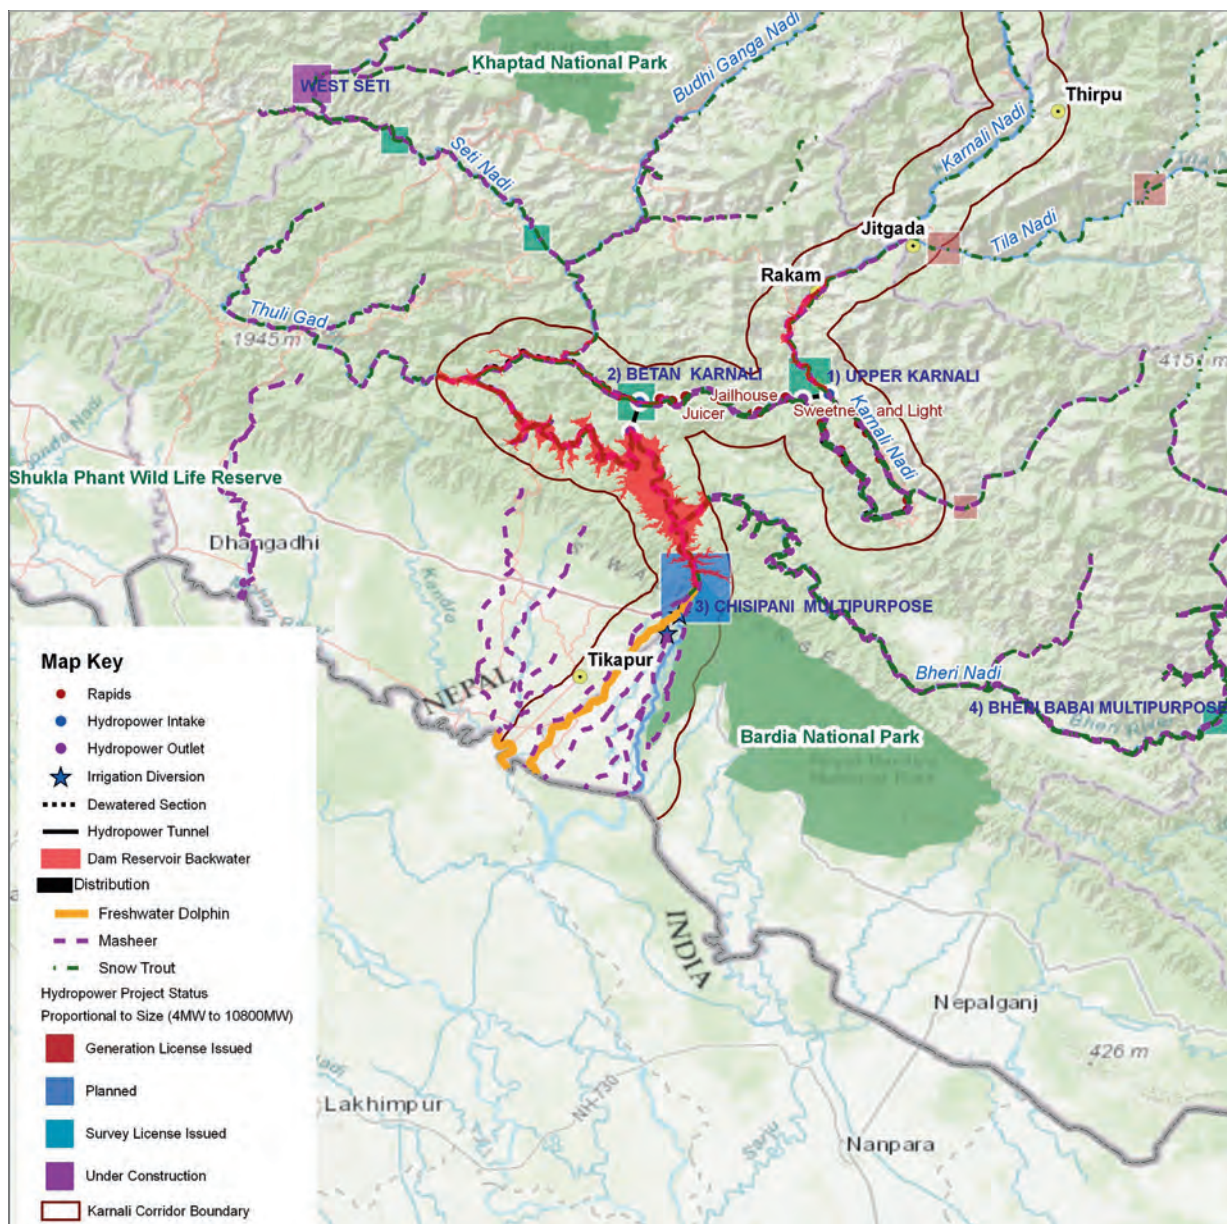 Khaptad National Park
Budhi Ganga Nadi
WEST SETI
Thirpu
Karnali Nadi
Seti Nadi
Jitgada
Tila Nadi
Rakam
Thuli Gad
1945 m
4151 m
2) BETAN KARNALI
1) UPPER KARNALI
Jailhouse
Juicer
Sweetness and Light
Karnali Nadi
Shukla Phant Wild Life Reserve
Dhangadhi
Kandra
S I W A
3) CHISIPANI MULTIPURPOSE
Tikapur
NEPAL
Bheri Nadi
4) BHERI BABAI MULTIPURPOSE
Bardia National Park
INDIA
Nepalganj
426 m
Lakhimpur
NH-730
Sarju
Nanpara
Map Key
Rapids
Hydropower Intake
Hydropower Outlet
Irrigation Diversion
Dewatered Section
Hydropower Tunnel
Dam Reservoir Backwater
Distribution
Freshwater Dolphin
Masheer
Snow Trout
Hydropower Project Status
Proportional to Size (4MW to 10800MW)
Generation License Issued
Planned
Survey License Issued
Under Construction
Karnali Corridor Boundary